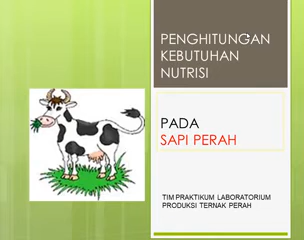 PENGHITUNGAN
KEBUTUHAN
NUTRISI
PADA
SAPI PERAH
TIM PRAKTIKUM LABORATORIUM
PRODUKSI TERNAK PERAH